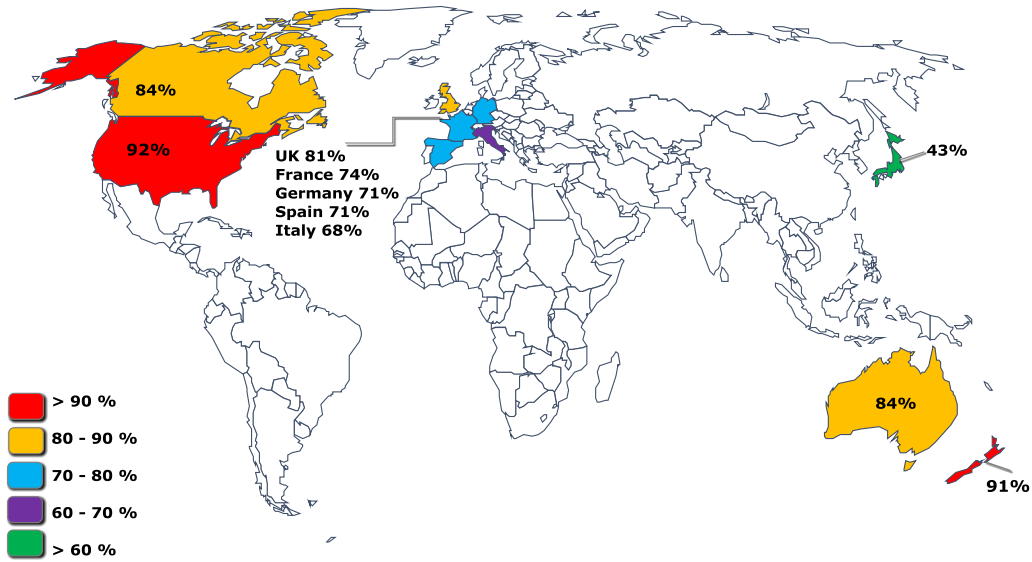 84%
92%
UK 81%
France 74%
Germany 71%
Spain 71%
Italy 68%
43%
84%
91%
> 90 %
80 - 90 %
70 - 80 %
60 - 70 %
> 60 %